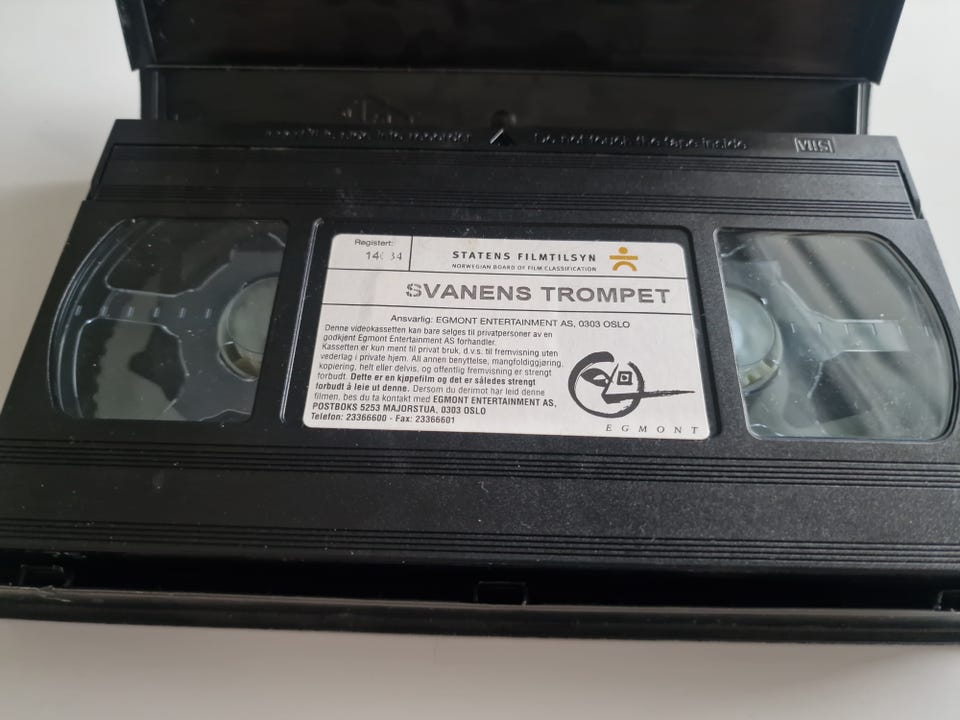 into recorder Do not touch the tape inside VHS
Registert:
STATENS FILMTILSYN
NORWEGIAN BOARD OF FILM CLASSIFICATION
SVANENS TROMPET
Ansvarlig: EGMONT ENTERTAINMENT AS, 0303 OSLO
Denne videokassetten kan bare selges til privatpersoner av en
godkjent Egmont Entertainment AS forhandler.
Kassetten er kun ment til privat bruk, d.v.s. til fremvisning uten
vederlag i private hjem. All annen benyttelse, mangfoldiggjøring,
kopiering, helt eller delvis, og offentlig fremvisning er strengt
forbudt. Dette er en kjøpefilm og det er således strengt
forbudt å leie ut denne. Dersom du derimot har leid denne
filmen, bes du ta kontakt med EGMONT ENTERTAINMENT AS,
POSTBOKS 5253 MAJORSTUA, 0303 OSLO
Telefon: 23366600 - Fax: 23366601
EGMONT